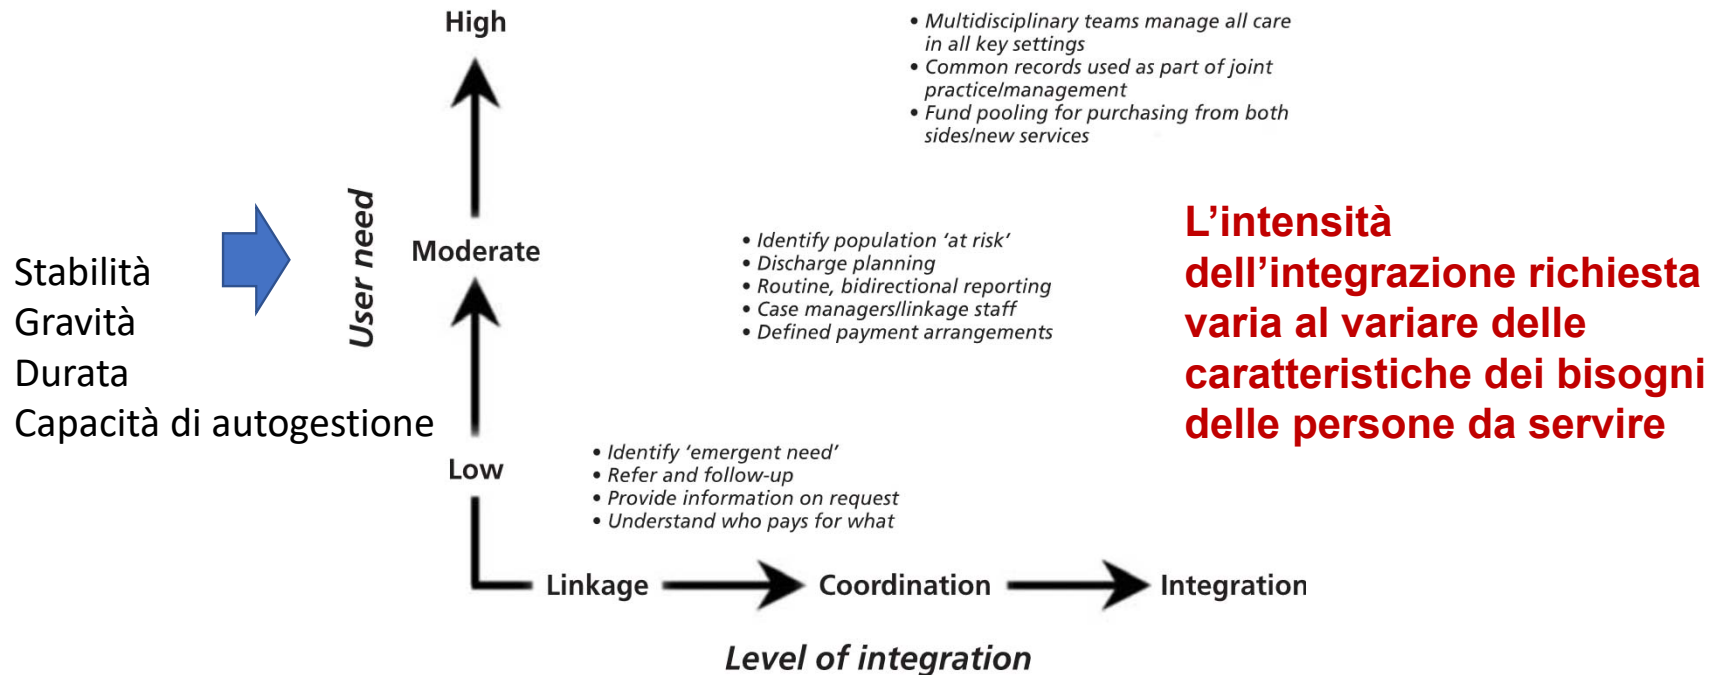 High
• Multidisciplinary teams manage all care
in all key settings
• Common records used as part of joint
practice/management
• Fund pooling for purchasing from both
sides/new services
User need
Moderate
• Identify population ‘at risk’
• Discharge planning
• Routine, bidirectional reporting
• Case managers/linkage staff
• Defined payment arrangements
L’intensità
dell’integrazione richiesta
varia al variare delle
caratteristiche dei bisogni
delle persone da servire
Stabilità
Gravità
Durata
Capacità di autogestione
Low
• Identify ‘emergent need’
• Refer and follow-up
• Provide information on request
• Understand who pays for what
Linkage
Coordination
Integration
Level of integration